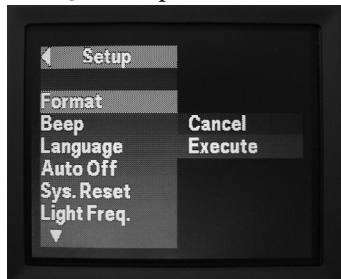 Setup
Format
Beep
Cancel
Language
Execute
Auto Off
Sys. Reset
Light Freq.